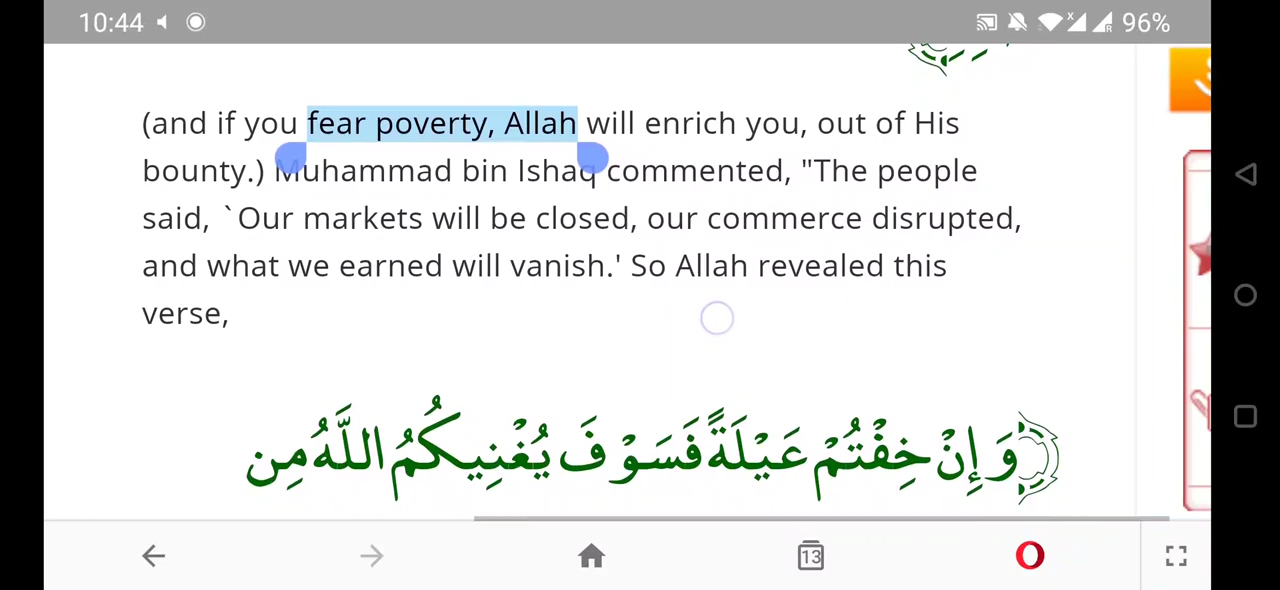 10:44
x
R
96%
(and if you fear poverty, Allah will enrich you, out of His
bounty.) Muhammad bin Ishaq commented, "The people
said, `Our markets will be closed, our commerce disrupted,
and what we earned will vanish.' So Allah revealed this
verse,
وَإِنْ خِفْتُمْ عَيْلَةً فَسَوْفَ يُغْنِيكُمُ اللَّهُ مِن
13